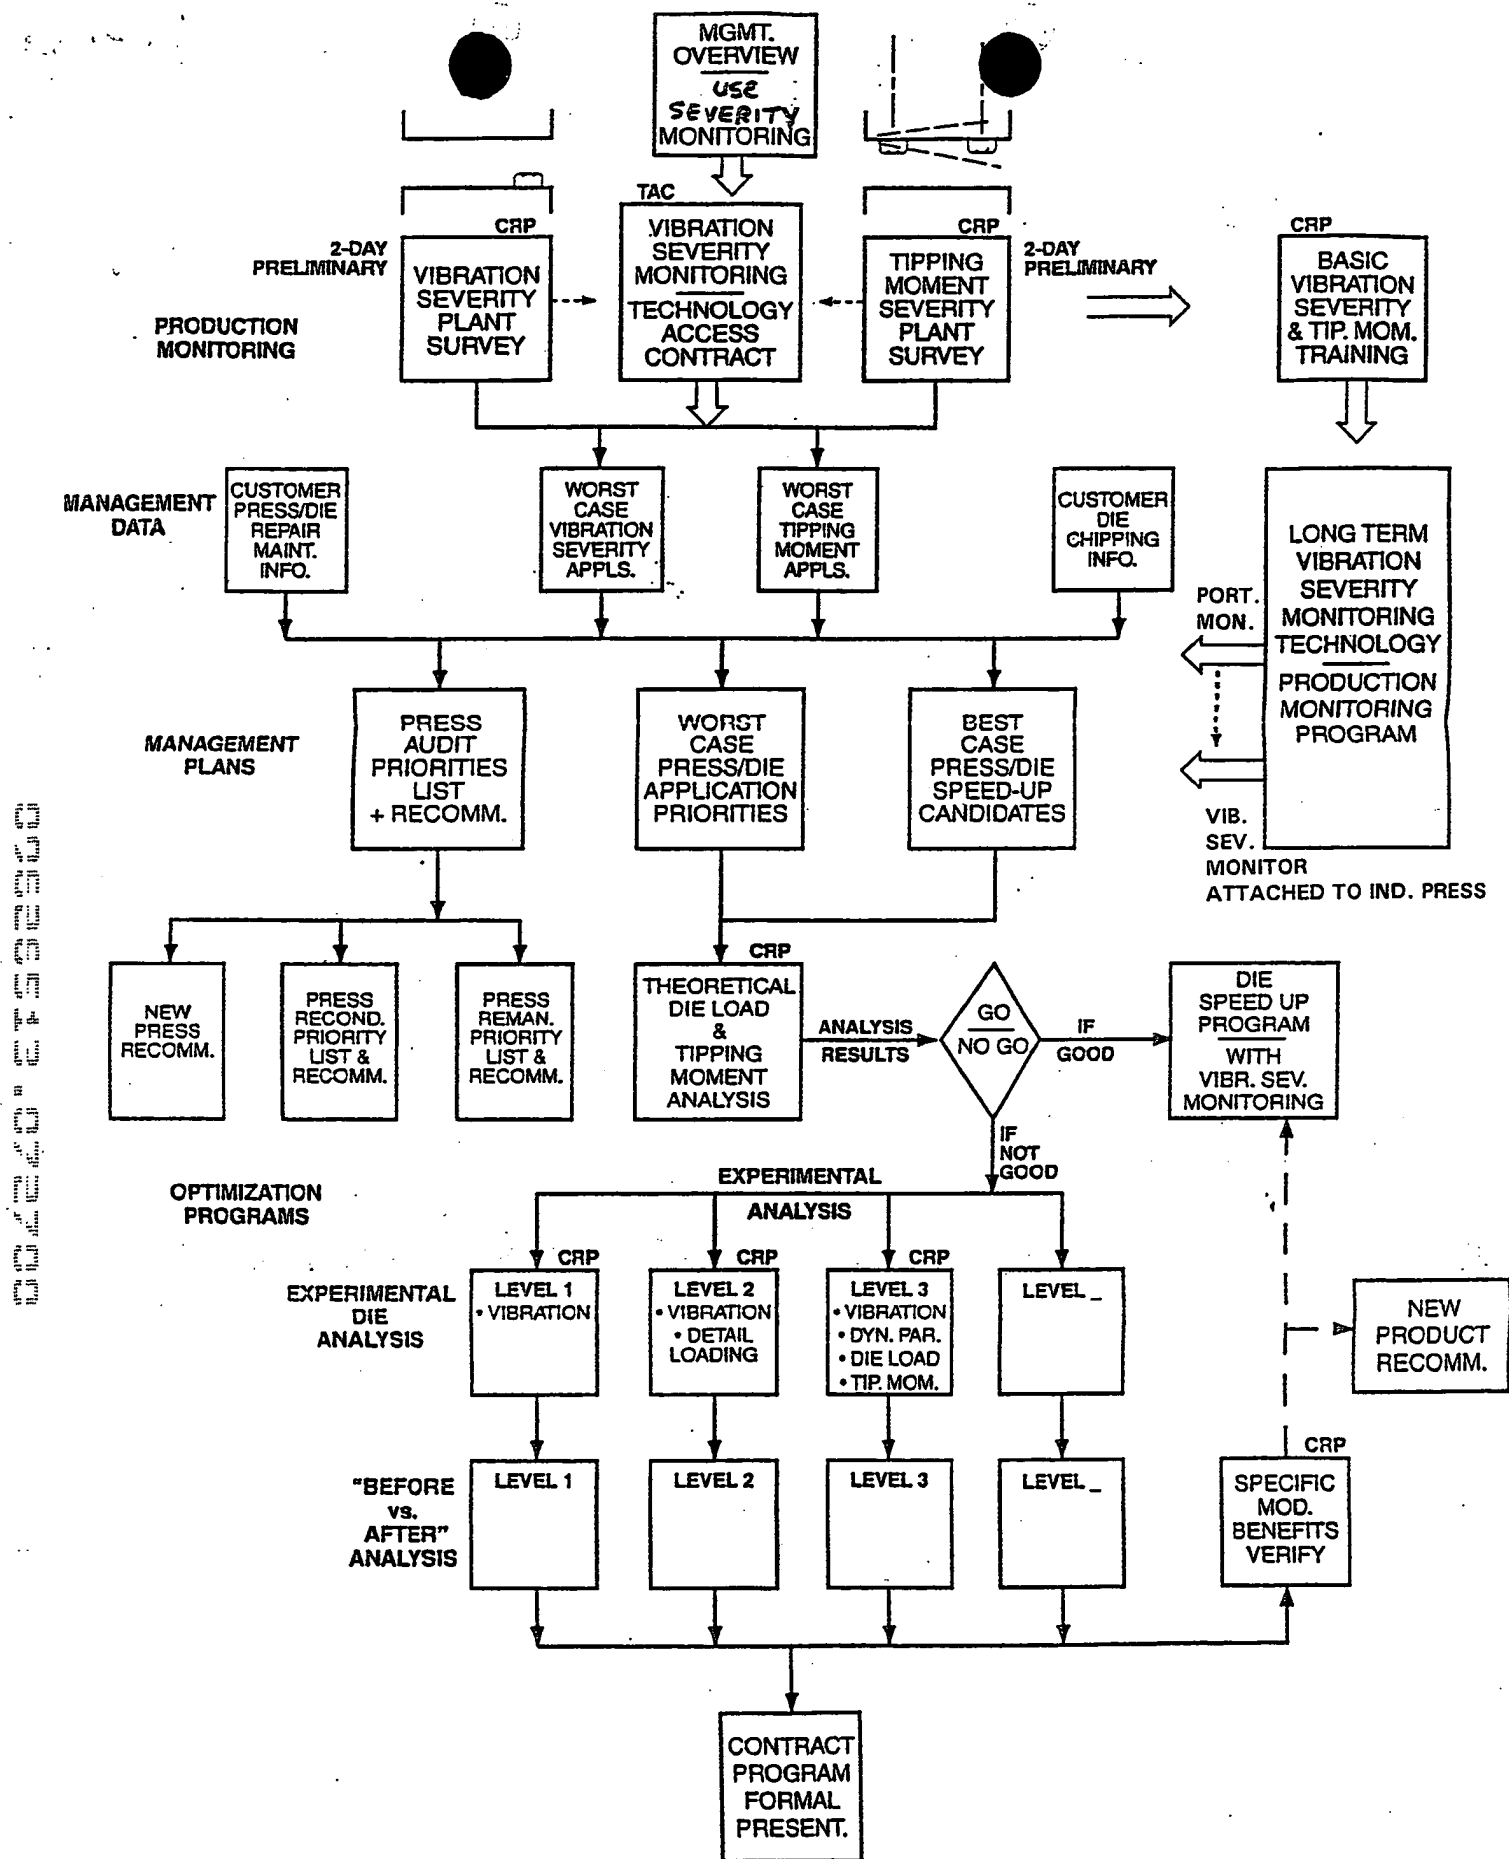 MGMT.
OVERVIEW
USE
SEVERITY
MONITORING
TAC
CRP
2-DAY
PRELIMINARY
VIBRATION
SEVERITY
PLANT
SURVEY
VIBRATION
SEVERITY
MONITORING
TECHNOLOGY
ACCESS
CONTRACT
CRP
TIPPING
MOMENT
SEVERITY
PLANT
SURVEY
2-DAY
PRELIMINARY
CRP
BASIC
VIBRATION
SEVERITY
& TIP. MOM.
TRAINING
PRODUCTION
MONITORING
MANAGEMENT
DATA
CUSTOMER
PRESS/DIE
REPAIR
MAINT.
INFO.
WORST
CASE
VIBRATION
SEVERITY
APPLS.
WORST
CASE
TIPPING
MOMENT
APPLS.
CUSTOMER
DIE
CHIPPING
INFO.
PORT.
MON.
LONG TERM
VIBRATION
SEVERITY
MONITORING
TECHNOLOGY
PRODUCTION
MONITORING
PROGRAM
VIB.
SEV.
MONITOR
ATTACHED TO IND. PRESS
MANAGEMENT
PLANS
PRESS
AUDIT
PRIORITIES
LIST
+ RECOMM.
WORST
CASE
PRESS/DIE
APPLICATION
PRIORITIES
BEST
CASE
PRESS/DIE
SPEED-UP
CANDIDATES
NEW
PRESS
RECOMM.
PRESS
RECOND.
PRIORITY
LIST &
RECOMM.
PRESS
REMAN.
PRIORITY
LIST &
RECOMM.
CRP
THEORETICAL
DIE LOAD
&
TIPPING
MOMENT
ANALYSIS
ANALYSIS
RESULTS
GO
NO GO
IF
GOOD
IF
NOT
GOOD
DIE
SPEED UP
PROGRAM
WITH
VIBR. SEV.
MONITORING
OPTIMIZATION
PROGRAMS
EXPERIMENTAL
ANALYSIS
EXPERIMENTAL
DIE
ANALYSIS
CRP
LEVEL 1
• VIBRATION
CRP
LEVEL 2
• VIBRATION
• DETAIL
LOADING
CRP
LEVEL 3
• VIBRATION
• DYN. PAR.
• DIE LOAD
• TIP. MOM.
LEVEL _
NEW
PRODUCT
RECOMM.
"BEFORE
vs.
AFTER"
ANALYSIS
LEVEL 1
LEVEL 2
LEVEL 3
LEVEL _
CRP
SPECIFIC
MOD.
BENEFITS
VERIFY
CONTRACT
PROGRAM
FORMAL
PRESENT.